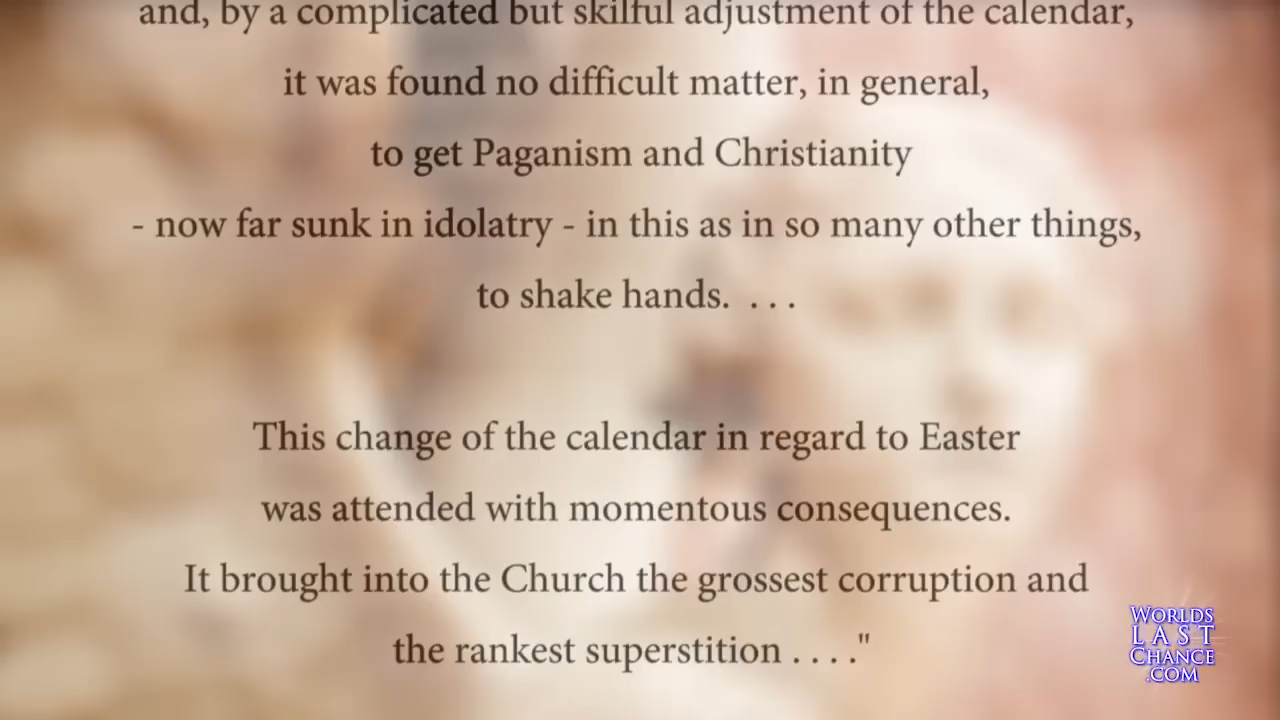 and, by a complicated but skilful adjustment of the calendar,
it was found no difficult matter, in general,
to get Paganism and Christianity
- now far sunk in idolatry - in this as in so many other things,
to shake hands. . . .
This change of the calendar in regard to Easter
was attended with momentous consequences.
It brought into the Church the grossest corruption and
the rankest superstition . . . ."
WORLDS
LAST
CHANCE
.COM